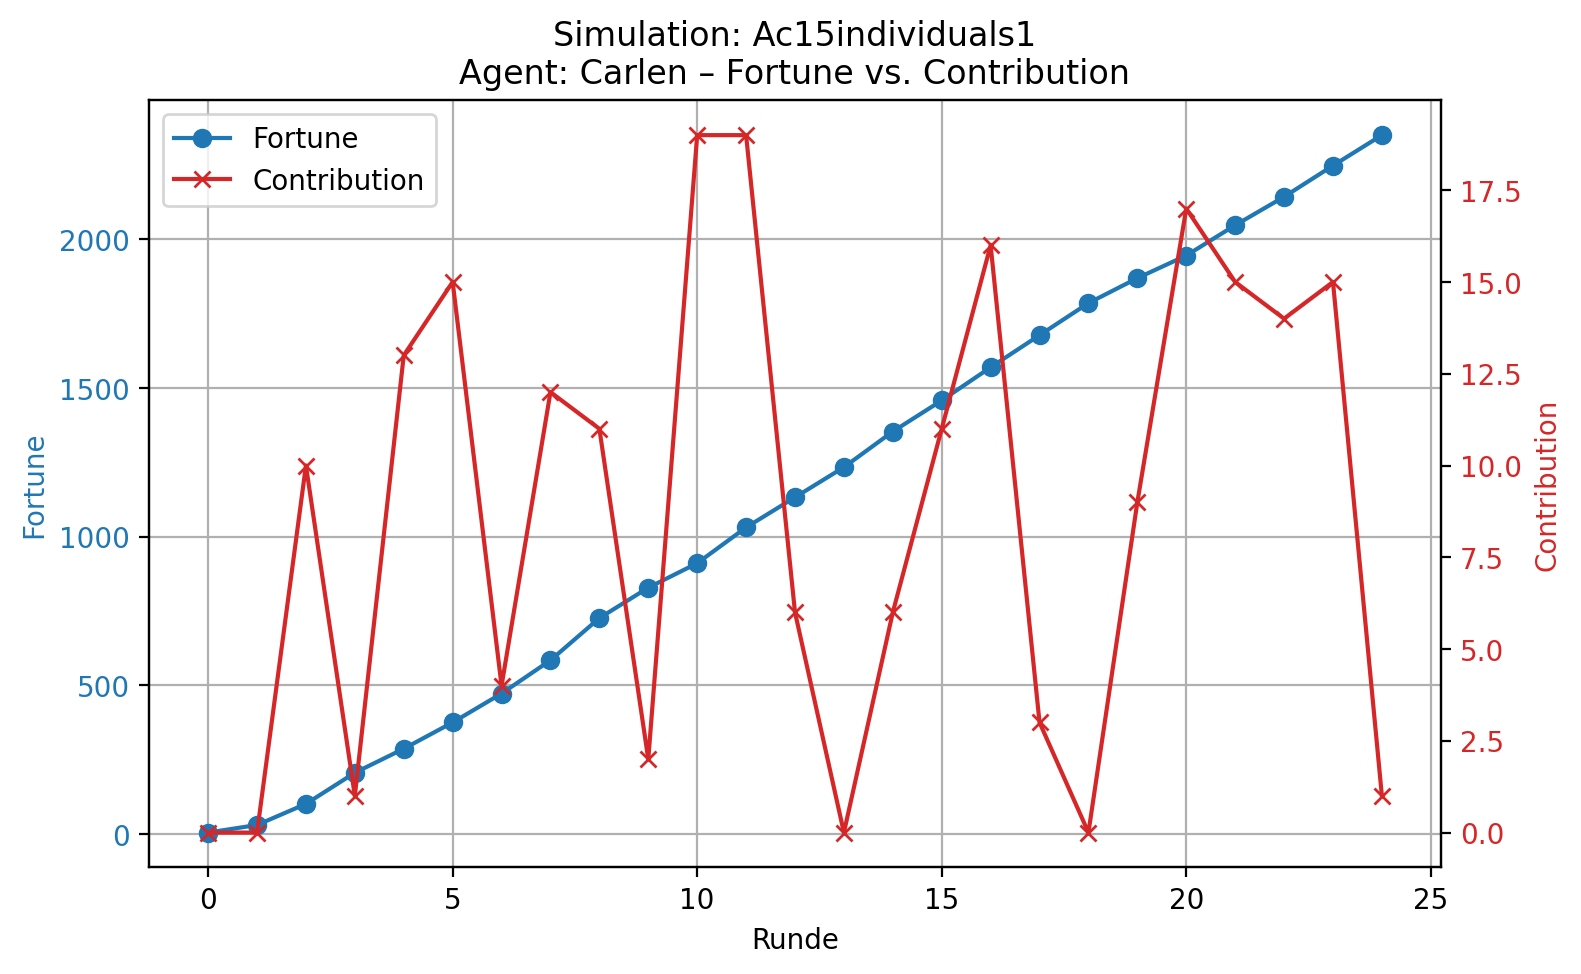 Simulation: Ac15individuals1
Agent: Carlen – Fortune vs. Contribution
Fortune
Contribution
2000
1500
1000
500
0
Fortune
17.5
15.0
12.5
10.0
7.5
5.0
2.5
0.0
Contribution
0
5
10
15
20
25
Runde